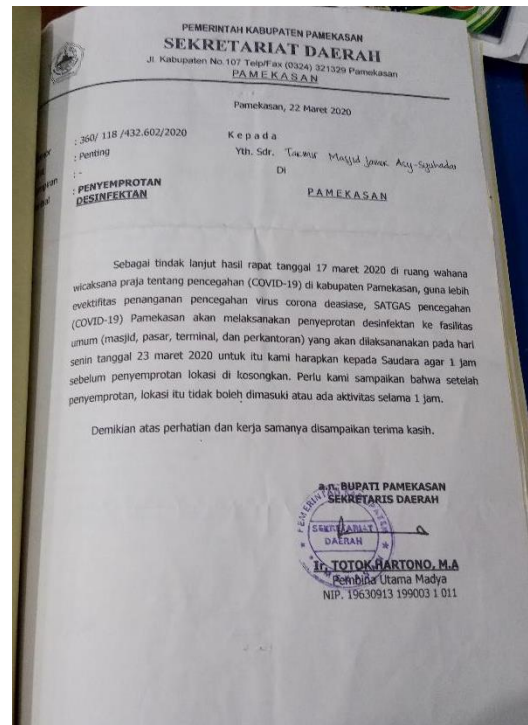 PEMERINTAH KABUPATEN PAMEKASAN
SEKRETARIAT DAERAH
Jl. Kabupaten No.107 Telp/Fax (0324) 321329 Pamekasan
PAMEKASAN
Pamekasan, 22 Maret 2020
: 360/ 118 /432.602/2020
: Penting
: -
: PENYEMPROTAN
DESINFEKTAN
Kepada
Yth. Sdr. Takmir Masjid Jamik Asy-Syahadar
Di
PAMEKASAN
Sebagai tindak lanjut hasil rapat tanggal 17 maret 2020 di ruang wahana
wicaksana praja tentang pencegahan (COVID-19) di kabupaten Pamekasan, guna lebih
evektifitas penanganan pencegahan virus corona deasiase, SATGAS pencegahan
(COVID-19) Pamekasan akan melaksanakan penyeprotan desinfektan ke fasilitas
umum (masjid, pasar, terminal, dan perkantoran) yang akan dilaksananakan pada hari
senin tanggal 23 maret 2020 untuk itu kami harapkan kepada Saudara agar 1 jam
sebelum penyemprotan lokasi di kosongkan. Perlu kami sampaikan bahwa setelah
penyemprotan, lokasi itu tidak boleh dimasuki atau ada aktivitas selama 1 jam.
Demikian atas perhatian dan kerja samanya disampaikan terima kasih.
a.n. BUPATI PAMEKASAN
SEKRETARIS DAERAH
SEKRETARIAT
DAERAH
Ir. TOTOK HARTONO, M.A
Pembina Utama Madya
NIP. 19630913 199003 1 011